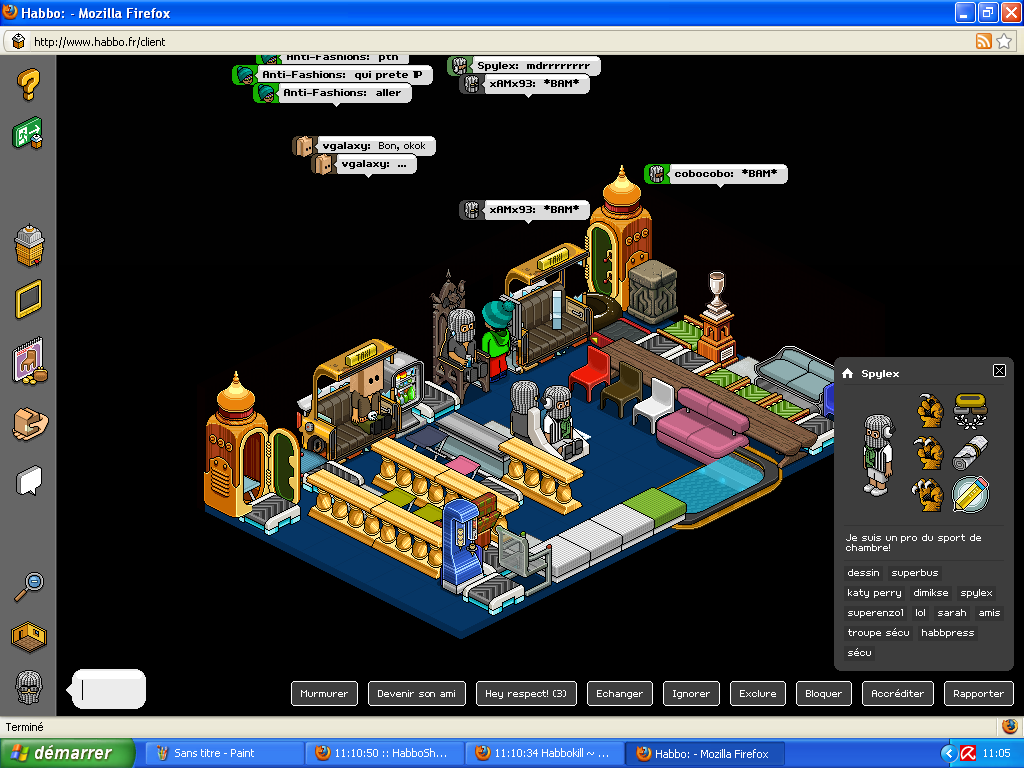 Habbo: - Mozilla Firefox
http://www.habbo.fr/client
Anti-Fashions: ptn
Spylex: mdrrrrrrr
Anti-Fashions: qui prete 1P
xAMx93: *BAM*
Anti-Fashions: aller
vgalaxy: Bon, okok
vgalaxy: ...
cobocobo: *BAM*
xAMx93: *BAM*
TAXI
TAXI
Spylex
Je suis un pro du sport de
chambre!
dessin superbus
katy perry dimikse spylex
superenzo1 lol sarah amis
troupe sécu habbpress
sécu
Murmurer Devenir son ami Hey respect! (3) Echanger Ignorer Exclure Bloquer Accréditer Rapporter
Terminé
démarrer Sans titre - Paint 11:10:50 :: HabboSh... 11:10:34 Habbokill ~ ... Habbo: - Mozilla Firefox 11:05